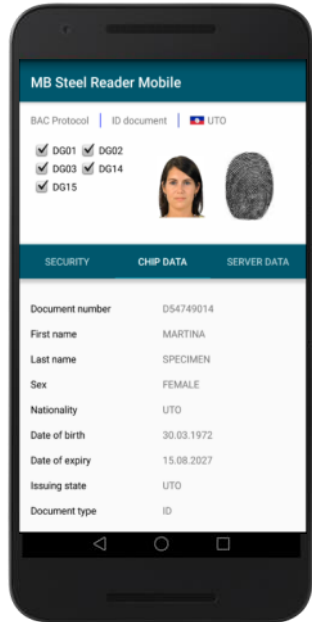 MB Steel Reader Mobile
BAC Protocol | ID document | UTO
DG01 DG02
DG03 DG14
DG15
SECURITY CHIP DATA SERVER DATA
Document number D54749014
First name MARTINA
Last name SPECIMEN
Sex FEMALE
Nationality UTO
Date of birth 30.03.1972
Date of expiry 15.08.2027
Issuing state UTO
Document type ID